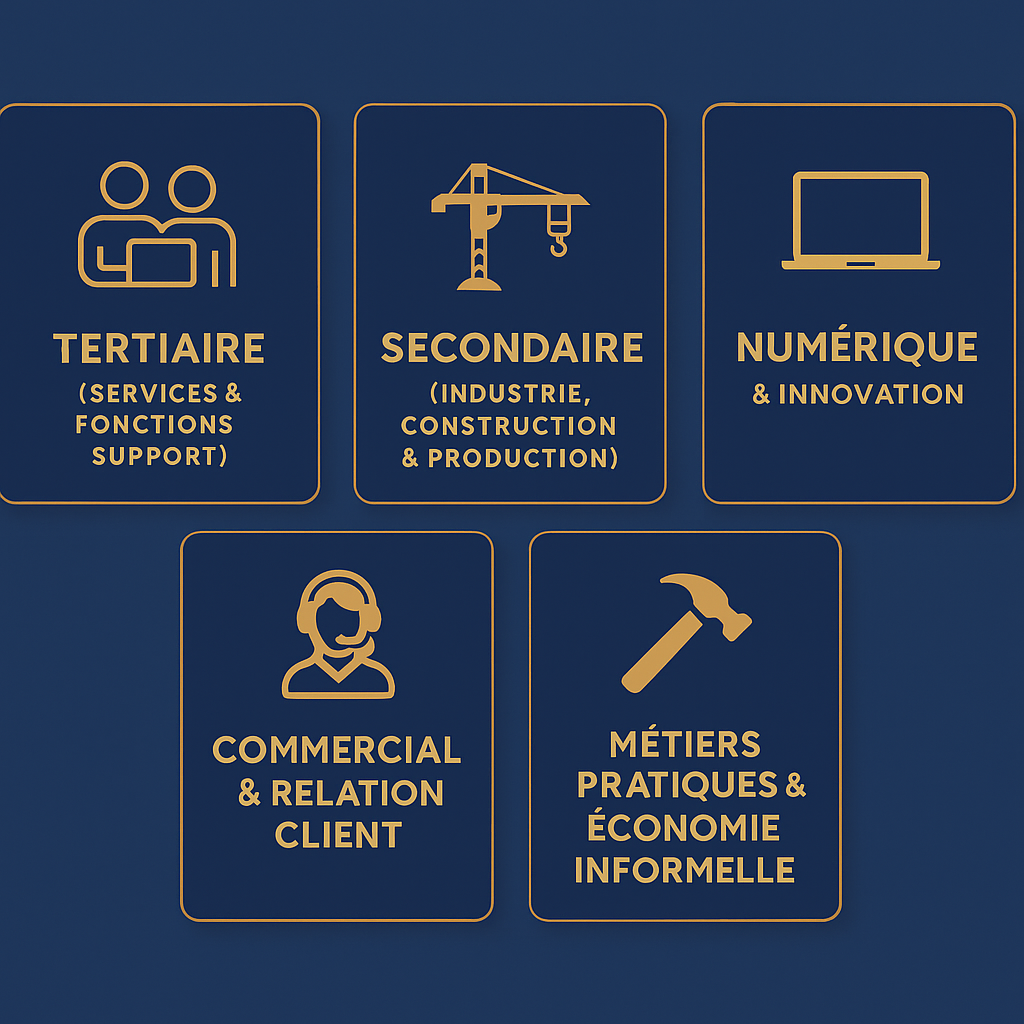 TERTIAIRE
(SERVICES &
FONCTIONS
SUPPORT)
SECONDAIRE
(INDUSTRIE,
CONSTRUCTION
& PRODUCTION)
NUMÉRIQUE
& INNOVATION
COMMERCIAL
& RELATION
CLIENT
MÉTIERS
PRATIQUES &
ÉCONOMIE
INFORMELLE